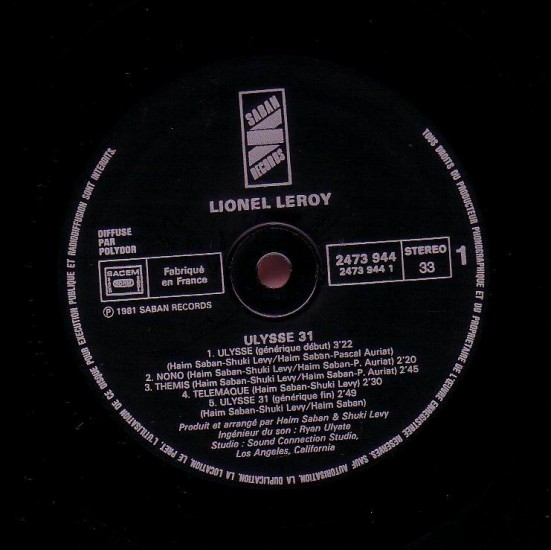 SABAN
RECORDS
LIONEL LEROY
DIFFUSE
PAR
POLYDOR
SACEM
Fabriqué
en France
℗ 1981 SABAN RECORDS
2473 944
2473 944 1
STEREO
33
1
ULYSSE 31
1. ULYSSE (générique début) 3'22
(Haim Saban-Shuki Levy/Haim Saban-Pascal Auriat)
2. NONO (Haim Saban-Shuki Levy/Haim Saban-P. Auriat) 2'20
3. THEMIS (Haim Saban-Shuki Levy/Haim Saban-P. Auriat) 2'45
4. TELEMAQUE (Haim Saban-Shuki Levy) 2'30
5. ULYSSE 31 (générique fin) 2'49
(Haim Saban-Shuki Levy/Haim Saban)
Produit et arrangé par Haim Saban & Shuki Levy
Ingénieur du son : Ryan Ulyate
Studio : Sound Connection Studio,
Los Angeles, California
TOUS DROITS DU PRODUCTEUR PHONOGRAPHIQUE ET DU PROPRIETAIRE DE L'ŒUVRE ENREGISTREE RESERVES. SAUF AUTORISATION, LA DUPLICATION, LA LOCATION, LE PRET, L'UTILISATION DE CE DISQUE POUR EXECUTION PUBLIQUE ET RADIODIFFUSION SONT INTERDITS.